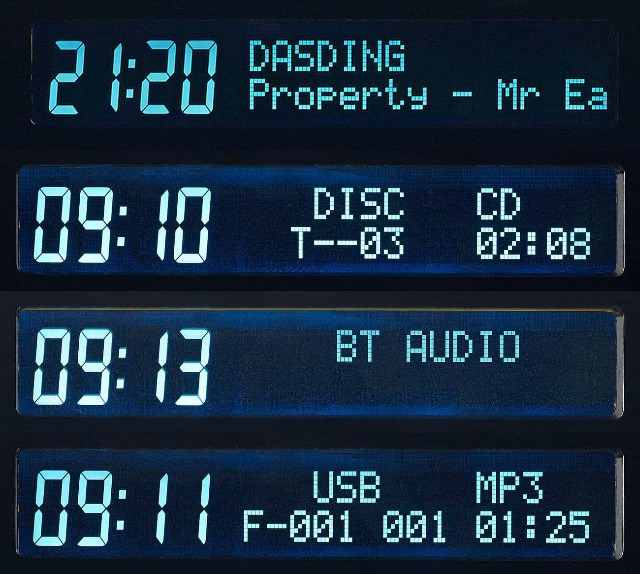 21:20 DASDING
Property - Mr Ea
09:10 DISC CD
T--03 02:08
09:13 BT AUDIO
09:11 USB MP3
F-001 001 01:25